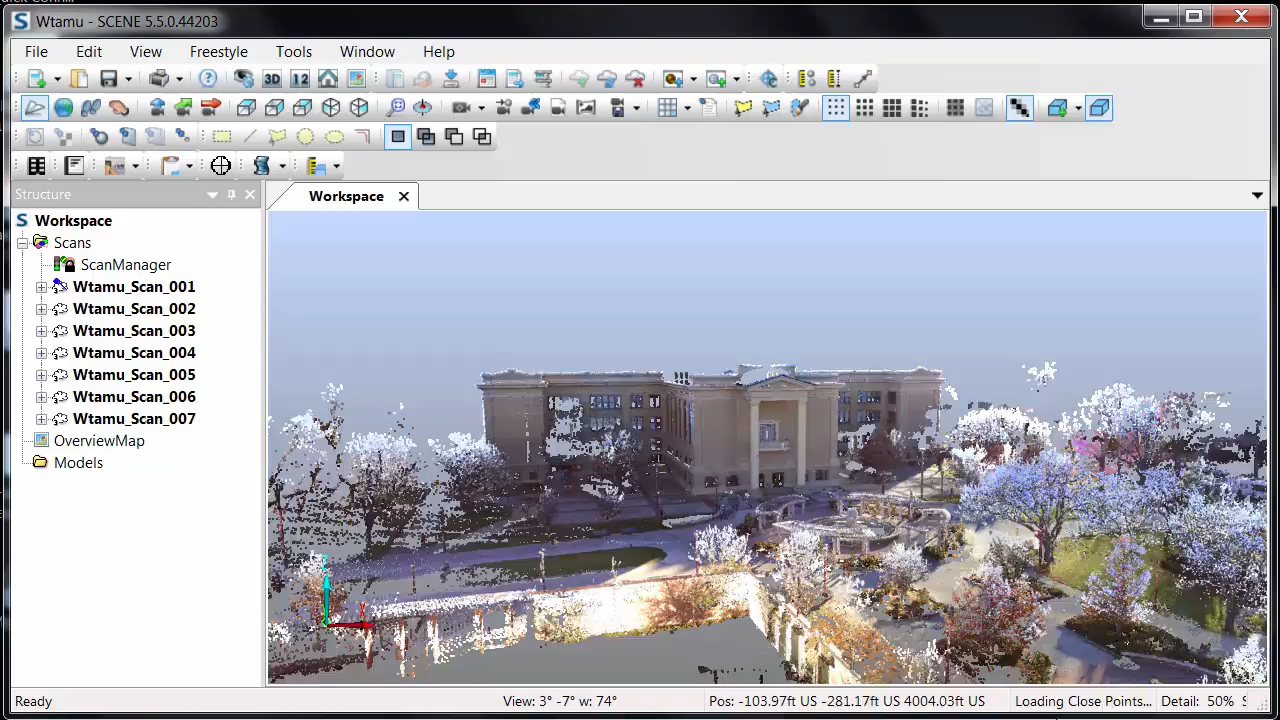 Wtamu - SCENE 5.5.0.44203
File Edit View Freestyle Tools Window Help
3D 12
Structure
Workspace
S Workspace
Scans
ScanManager
Wtamu_Scan_001
Wtamu_Scan_002
Wtamu_Scan_003
Wtamu_Scan_004
Wtamu_Scan_005
Wtamu_Scan_006
Wtamu_Scan_007
OverviewMap
Models
Ready View: 3° -7° w: 74° Pos: -103.97ft US -281.17ft US 4004.03ft US Loading Close Points... Detail: 50% S